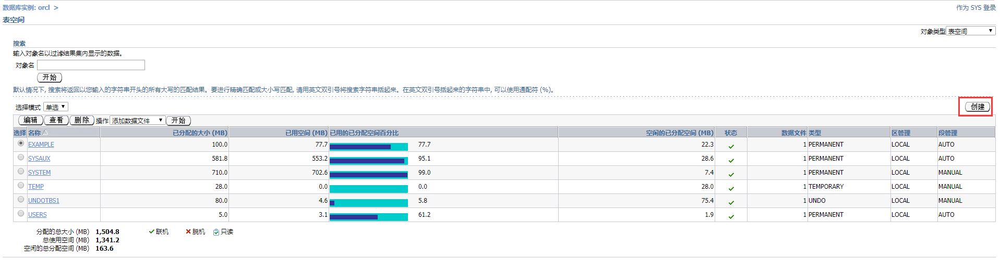 数据库实例: orcl >
作为 SYS 登录
表空间
对象类型 表空间
搜索
输入对象名以过滤结果集内显示的数据。
对象名
开始
默认情况下, 搜索将返回以您输入的字符串开头的所有大写的匹配结果。要进行精确匹配或大小写匹配, 请用英文双引号将搜索字符串括起来。在英文双引号括起来的字符串中, 可以使用通配符 (%)。
选择模式 单选
创建
编辑 查看 删除 操作 添加数据文件 开始
选择 名称 已分配的大小 (MB) 已用空间 (MB) 已用的已分配空间百分比 空闲的已分配空间 (MB) 状态 数据文件 类型 区管理 段管理
EXAMPLE 100.0 77.7 77.7 22.3 1 PERMANENT LOCAL AUTO
SYSAUX 581.8 553.2 95.1 28.6 1 PERMANENT LOCAL AUTO
SYSTEM 710.0 702.6 99.0 7.4 1 PERMANENT LOCAL MANUAL
TEMP 28.0 0.0 0.0 28.0 1 TEMPORARY LOCAL MANUAL
UNDOTBS1 80.0 4.6 5.8 75.4 1 UNDO LOCAL MANUAL
USERS 5.0 3.1 61.2 1.9 1 PERMANENT LOCAL AUTO
分配的总大小 (MB) 1,504.8 联机 脱机 只读
总使用空间 (MB) 1,341.2
空闲的总分配空间 (MB) 163.6